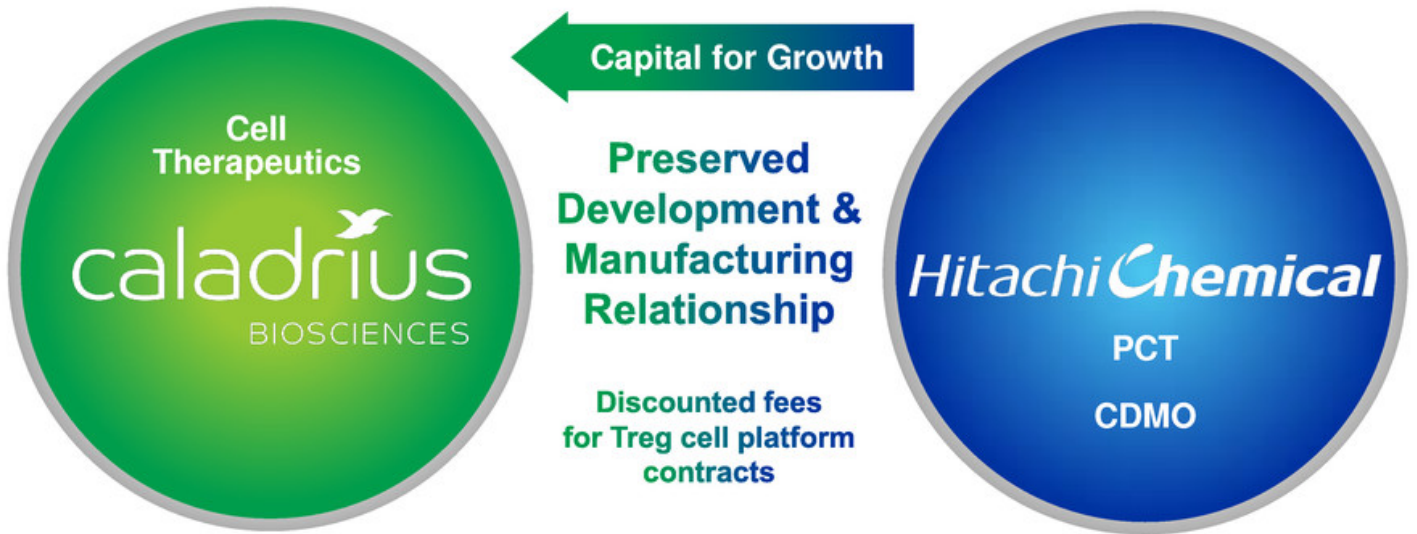 Cell
Therapeutics
caladrius
BIOSCIENCES
Capital for Growth
Preserved
Development &
Manufacturing
Relationship
Discounted fees
for Treg cell platform
contracts
Hitachi Chemical
PCT
CDMO